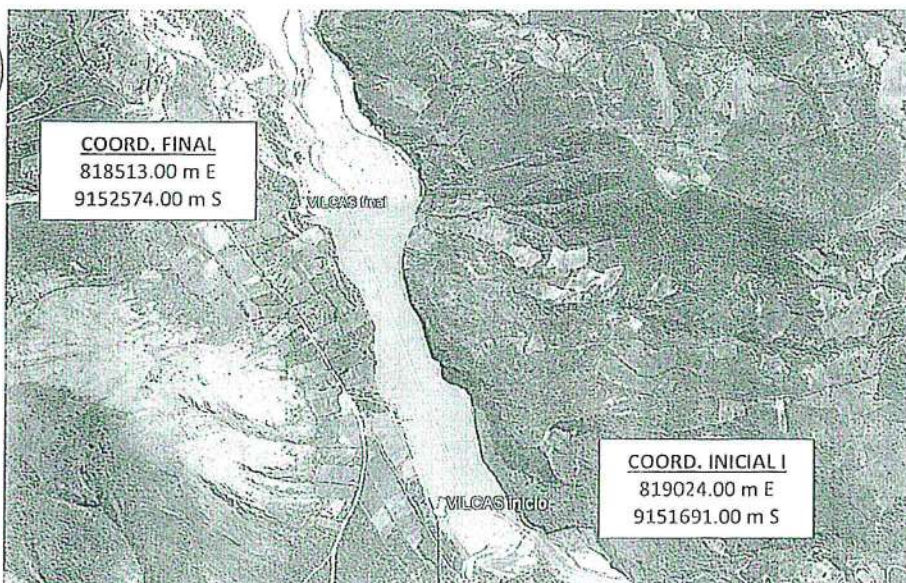 COORD. FINAL
818513.00 m E
9152574.00 m S
VILCAS final
COORD. INICIAL I
819024.00 m E
9151691.00 m S
VILCAS inicio